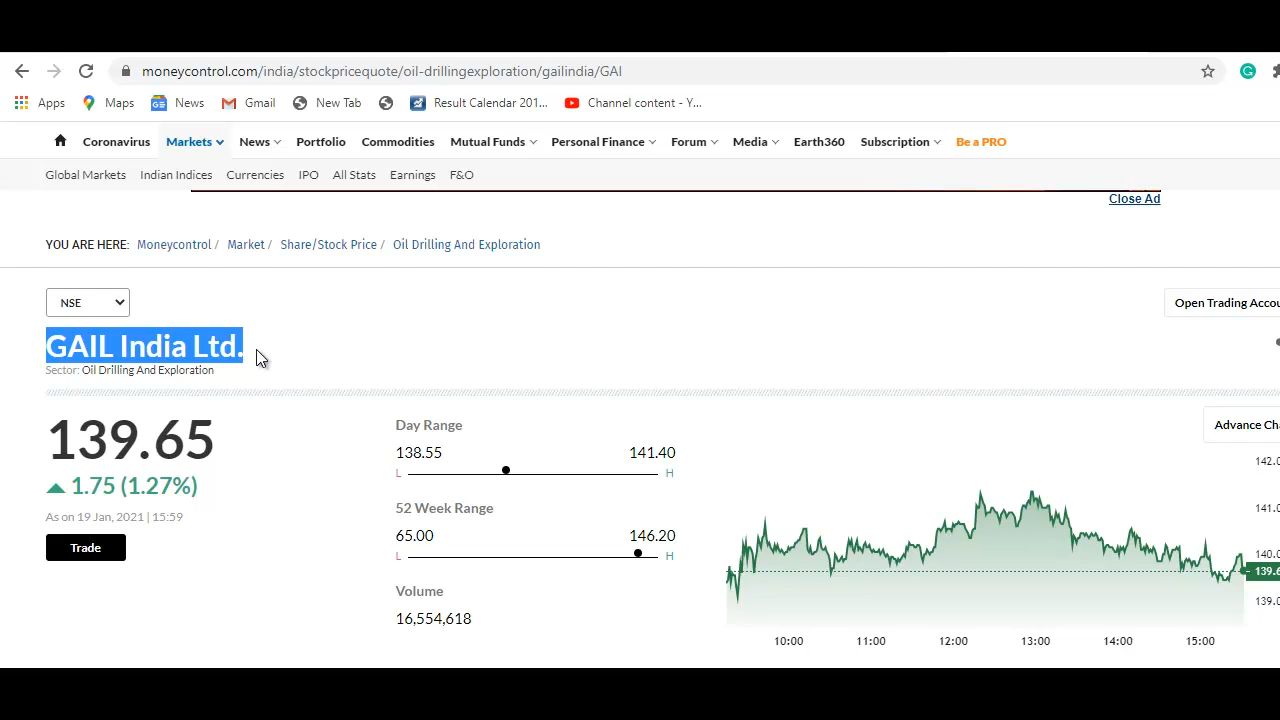 moneycontrol.com/india/stockpricequote/oil-drillingexploration/gailindia/GAI
Apps Maps News Gmail New Tab Result Calendar 201... Channel content - Y...
Coronavirus Markets News Portfolio Commodities Mutual Funds Personal Finance Forum Media Earth360 Subscription Be a PRO
Global Markets Indian Indices Currencies IPO All Stats Earnings F&O
Close Ad
YOU ARE HERE: Moneycontrol / Market / Share/Stock Price / Oil Drilling And Exploration
NSE
Open Trading Accou
GAIL India Ltd.
Sector: Oil Drilling And Exploration
139.65
1.75 (1.27%)
As on 19 Jan, 2021 | 15:59
Trade
Day Range
138.55 141.40
L H
52 Week Range
65.00 146.20
L H
Volume
16,554,618
Advance Cha
142.0
141.0
140.0
139.6
139.0
10:00 11:00 12:00 13:00 14:00 15:00